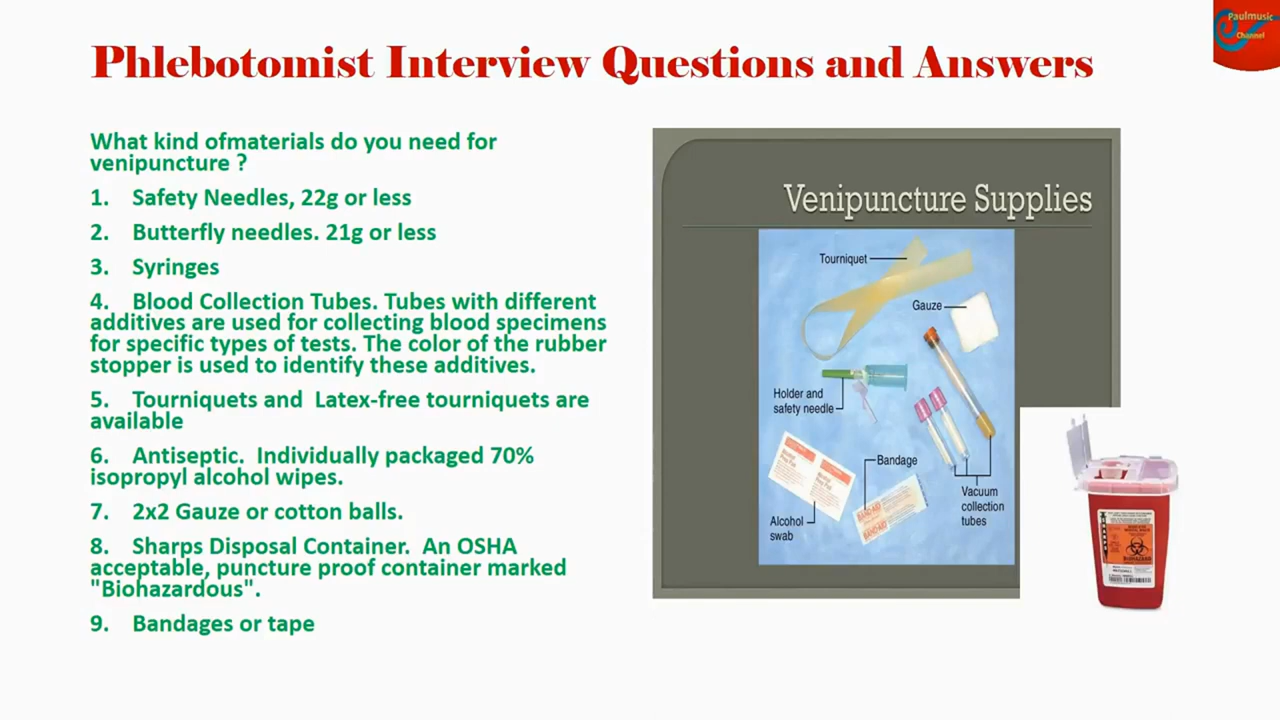 Paulmusic
Channel
Phlebotomist Interview Questions and Answers
What kind ofmaterials do you need for
venipuncture ?
1. Safety Needles, 22g or less
2. Butterfly needles. 21g or less
3. Syringes
4. Blood Collection Tubes. Tubes with different
additives are used for collecting blood specimens
for specific types of tests. The color of the rubber
stopper is used to identify these additives.
5. Tourniquets and Latex-free tourniquets are
available
6. Antiseptic. Individually packaged 70%
isopropyl alcohol wipes.
7. 2x2 Gauze or cotton balls.
8. Sharps Disposal Container. An OSHA
acceptable, puncture proof container marked
"Biohazardous".
9. Bandages or tape
Venipuncture Supplies
Tourniquet
Gauze
Holder and
safety needle
Bandage
Vacuum
collection
tubes
Alcohol
swab
BAND-AID
BIOHAZARD